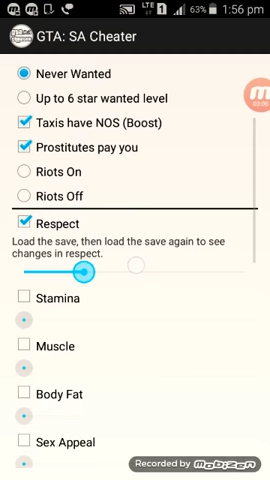 LTE
1
63%
1:56 pm
GTA: SA Cheater
Never Wanted
Up to 6 star wanted level
Taxis have NOS (Boost)
Prostitutes pay you
Riots On
Riots Off
Respect
Load the save, then load the save again to see
changes in respect.
Stamina
Muscle
Body Fat
Sex Appeal
Recorded by mobizen